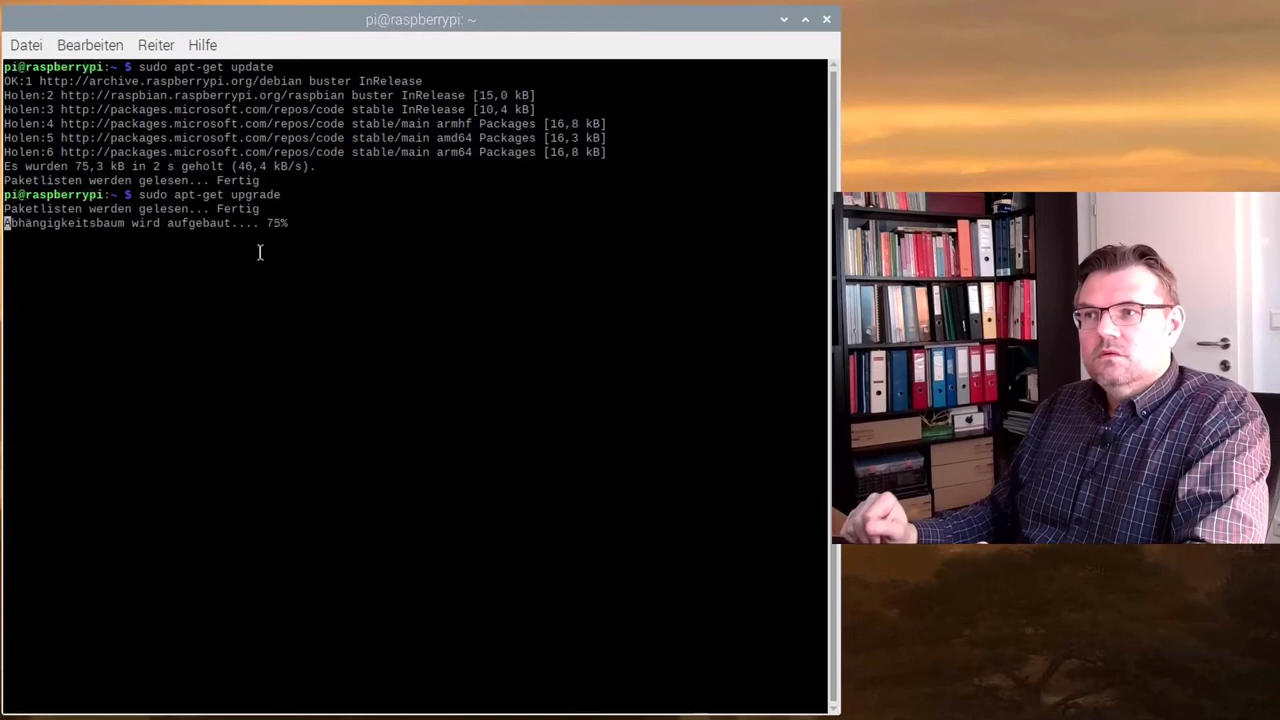 pi@raspberrypi: ~
Datei Bearbeiten Reiter Hilfe
pi@raspberrypi:~ $ sudo apt-get update
OK:1 http://archive.raspberrypi.org/debian buster InRelease
Holen:2 http://raspbian.raspberrypi.org/raspbian buster InRelease [15,0 kB]
Holen:3 http://packages.microsoft.com/repos/code stable InRelease [10,4 kB]
Holen:4 http://packages.microsoft.com/repos/code stable/main armhf Packages [16,8 kB]
Holen:5 http://packages.microsoft.com/repos/code stable/main amd64 Packages [16,3 kB]
Holen:6 http://packages.microsoft.com/repos/code stable/main arm64 Packages [16,8 kB]
Es wurden 75,3 kB in 2 s geholt (46,4 kB/s).
Paketlisten werden gelesen... Fertig
pi@raspberrypi:~ $ sudo apt-get upgrade
Paketlisten werden gelesen... Fertig
Abhängigkeitsbaum wird aufgebaut.... 75%